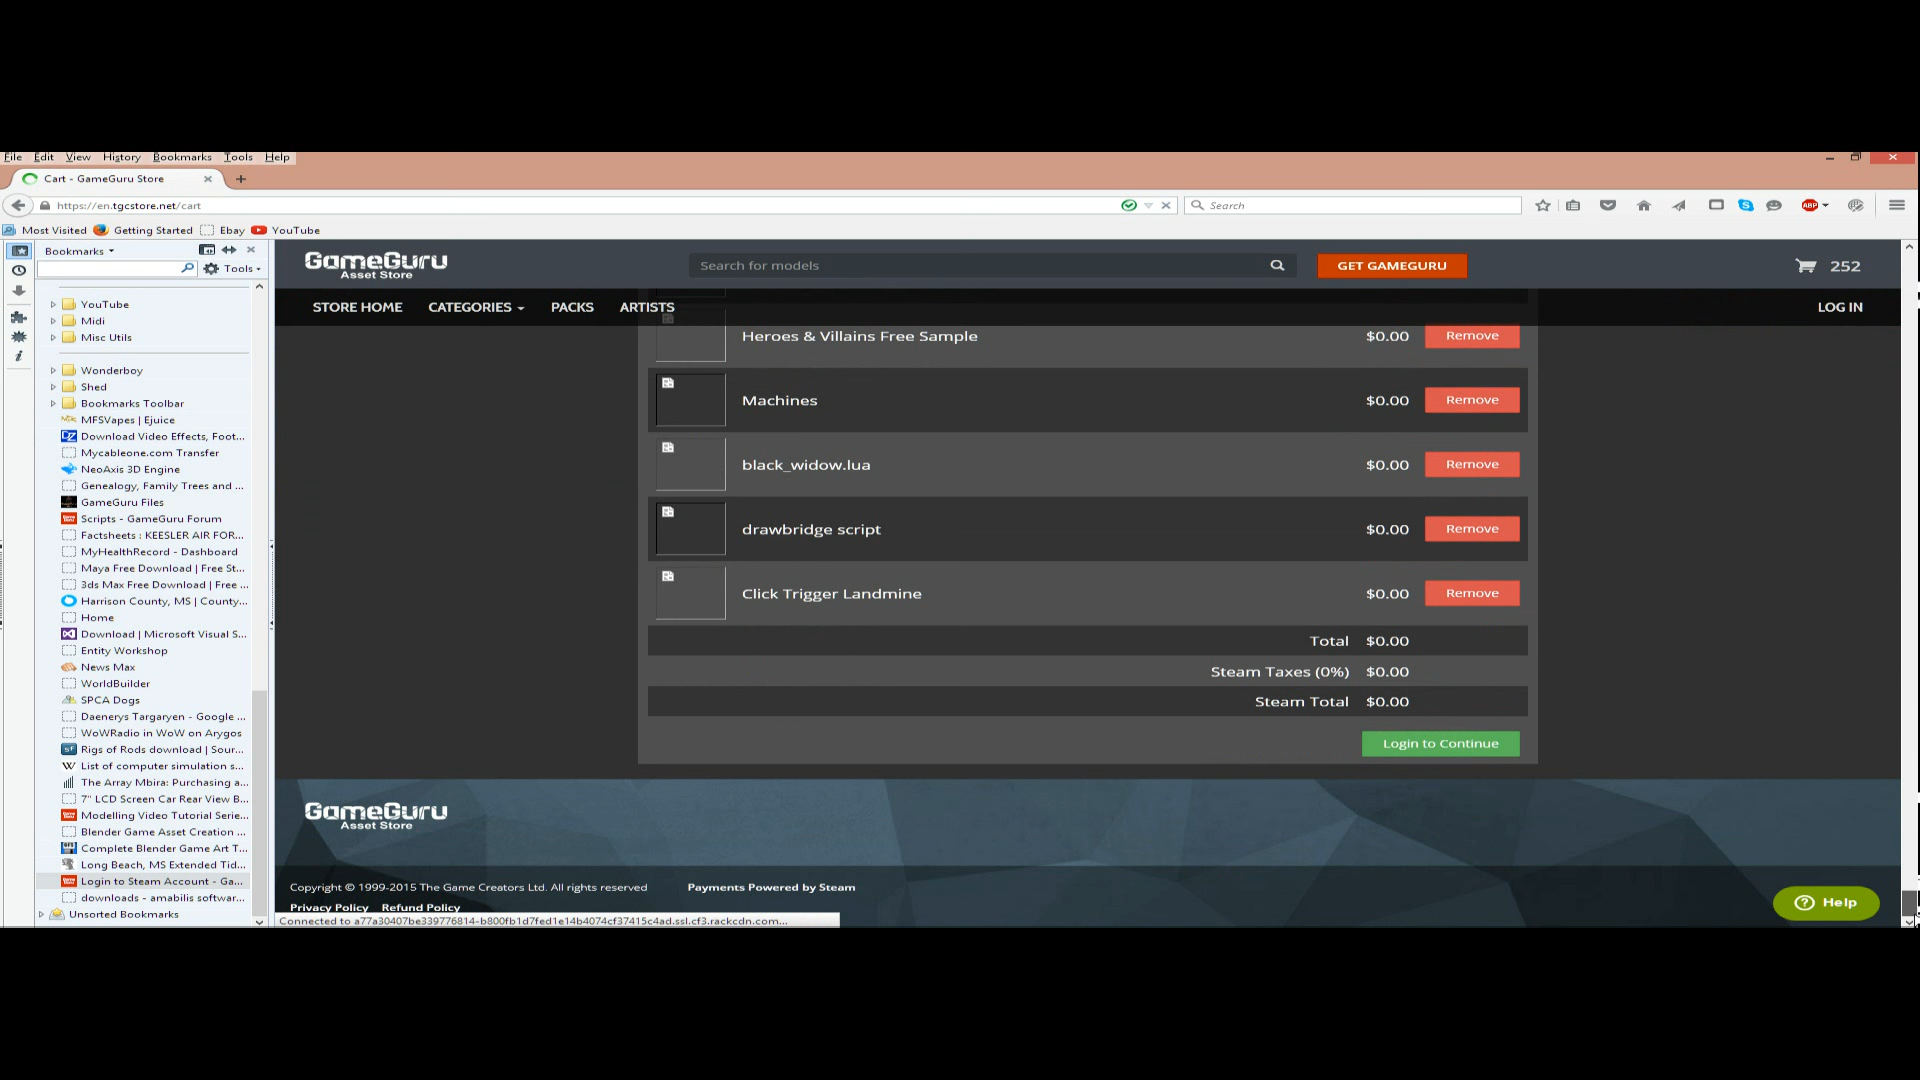 File Edit View History Bookmarks Tools Help
Cart - GameGuru Store
https://en.tgcstore.net/cart
Search
ABP
Most Visited Getting Started Ebay YouTube
Bookmarks
Tools
YouTube
Midi
Misc Utils
Wonderboy
Shed
Bookmarks Toolbar
MFSVapes | Ejuice
Download Video Effects, Foot...
Mycableone.com Transfer
NeoAxis 3D Engine
Genealogy, Family Trees and ...
GameGuru Files
Scripts - GameGuru Forum
Factsheets : KEESLER AIR FOR...
MyHealthRecord - Dashboard
Maya Free Download | Free St...
3ds Max Free Download | Free ...
Harrison County, MS | County...
Home
Download | Microsoft Visual S...
Entity Workshop
News Max
WorldBuilder
SPCA Dogs
Daenerys Targaryen - Google ...
WoWRadio in WoW on Arygos
Rigs of Rods download | Sour...
List of computer simulation s...
The Array Mbira: Purchasing a...
7" LCD Screen Car Rear View B...
Modelling Video Tutorial Serie...
Blender Game Asset Creation ...
Complete Blender Game Art T...
Long Beach, MS Extended Tid...
Login to Steam Account - Ga...
downloads - amabilis softwar...
Unsorted Bookmarks
GameGuru
Asset Store
Search for models
GET GAMEGURU
252
STORE HOME CATEGORIES PACKS ARTISTS LOG IN
Heroes & Villains Free Sample $0.00 Remove
Machines $0.00 Remove
black_widow.lua $0.00 Remove
drawbridge script $0.00 Remove
Click Trigger Landmine $0.00 Remove
Total $0.00
Steam Taxes (0%) $0.00
Steam Total $0.00
Login to Continue
GameGuru
Asset Store
Copyright © 1999-2015 The Game Creators Ltd. All rights reserved Payments Powered by Steam
Privacy Policy Refund Policy
Help
Connected to a77a30407be339776814-b800fb1d7fed1e14b4074cf37415c4ad.ssl.cf3.rackcdn.com...